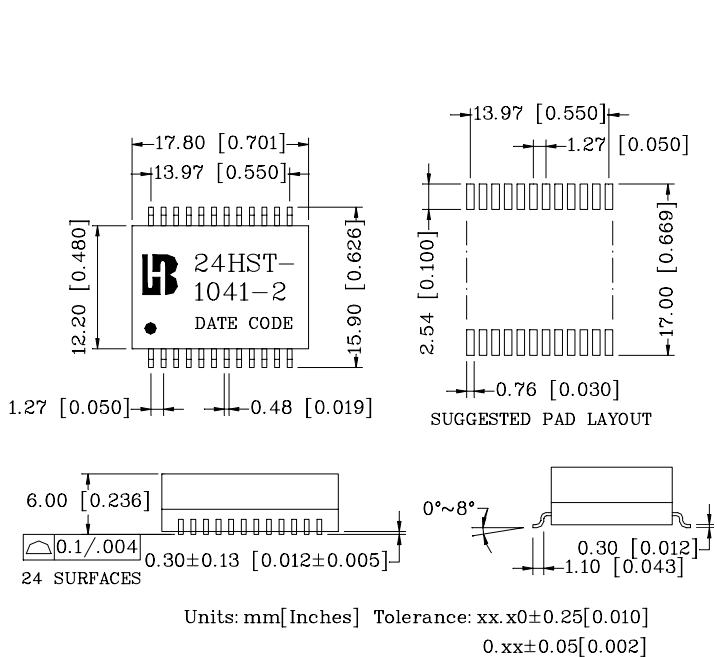 17.80 [0.701]
13.97 [0.550]
12.20 [0.480]
HB
24HST-
1041-2
DATE CODE
15.90 [0.626]
1.27 [0.050]
0.48 [0.019]
13.97 [0.550]
1.27 [0.050]
2.54 [0.100]
17.00 [0.669]
0.76 [0.030]
SUGGESTED PAD LAYOUT
6.00 [0.236]
0.1/.004
24 SURFACES
0.30±0.13 [0.012±0.005]
0°~8°
0.30 [0.012]
1.10 [0.043]
Units: mm[Inches] Tolerance: xx.x0±0.25[0.010]
0.xx±0.05[0.002]